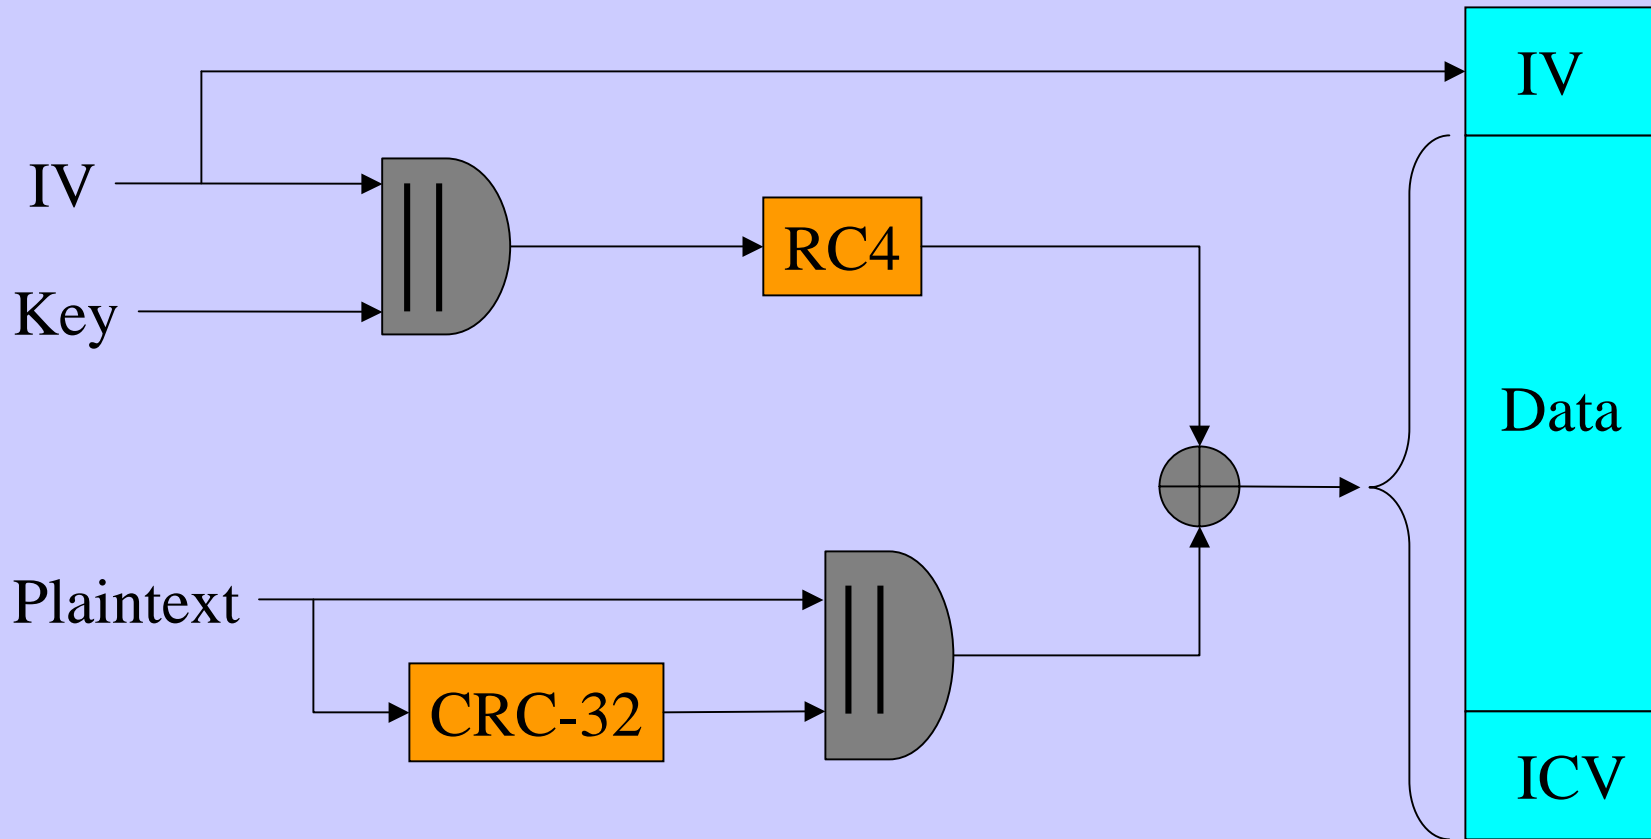 IV
IV
Key
RC4
Data
Plaintext
CRC-32
ICV